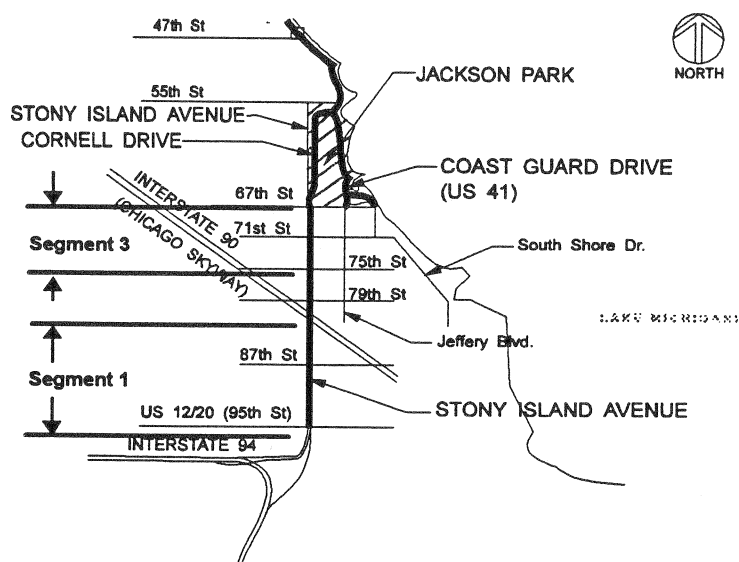 47th St
NORTH
JACKSON PARK
55th St
STONY ISLAND AVENUE
CORNELL DRIVE
COAST GUARD DRIVE
(US 41)
67th St
INTERSTATE 90
(CHICAGO SKYWAY)
71st St
Segment 3
South Shore Dr.
75th St
79th St
LAKE MICHIGAN
Jeffery Blvd.
87th St
Segment 1
US 12/20 (95th St)
STONY ISLAND AVENUE
INTERSTATE 94